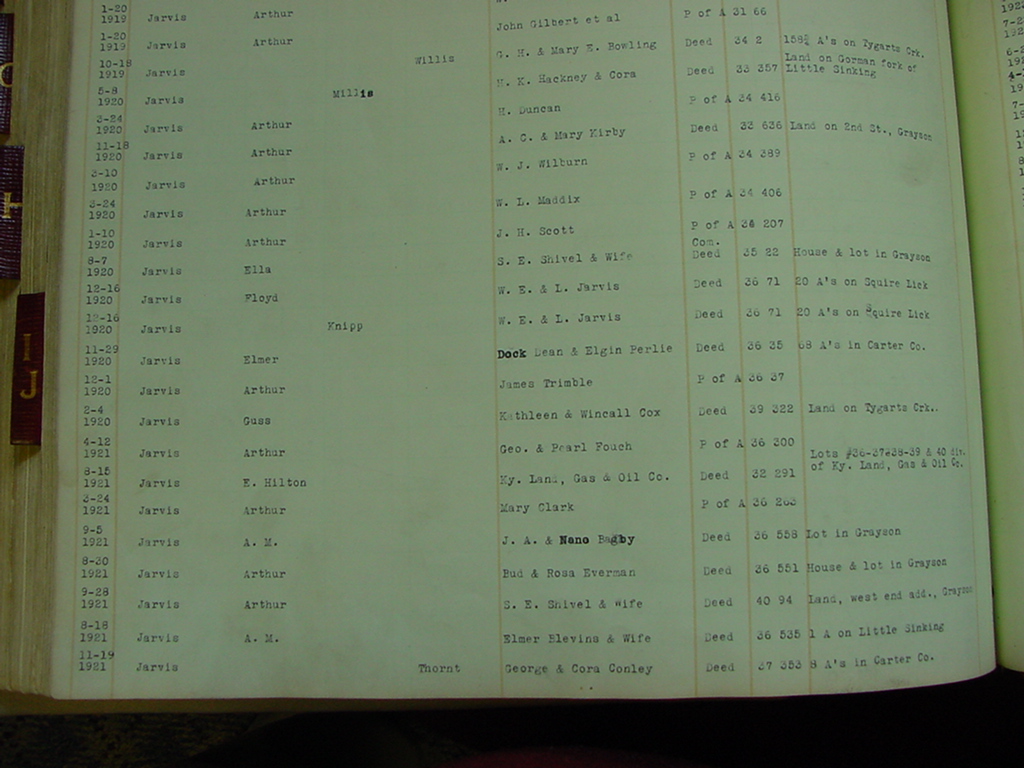 1-20
1919 Jarvis Arthur John Gilbert et al P of A 31 66
1-20
1919 Jarvis Arthur G. H. & Mary E. Bowling Deed 34 2 158¾ A's on Tygarts Crk.
10-18
1919 Jarvis Willis N. K. Hackney & Cora Deed 33 357 Land on Gorman fork of
Little Sinking
5-8
1920 Jarvis Millis H. Duncan P of A 34 416
3-24
1920 Jarvis Arthur A. C. & Mary Kirby Deed 33 636 Land on 2nd St., Grayson
11-18
1920 Jarvis Arthur W. J. Wilburn P of A 34 389
3-10
1920 Jarvis Arthur
3-24
1920 Jarvis Arthur W. L. Maddix P of A 34 406
1-10
1920 Jarvis Arthur J. H. Scott P of A 34 207
8-7
1920 Jarvis Ella S. E. Shivel & Wife Com.
Deed 35 22 House & lot in Grayson
12-16
1920 Jarvis Floyd W. E. & L. Jarvis Deed 36 71 20 A's on Squire Lick
12-16
1920 Jarvis Knipp W. E. & L. Jarvis Deed 36 71 20 A's on Squire Lick
11-29
1920 Jarvis Elmer Dock Dean & Elgin Perlie Deed 36 35 68 A's in Carter Co.
12-1
1920 Jarvis Arthur James Trimble P of A 36 37
2-4
1920 Jarvis Guss Kathleen & Wincall Cox Deed 39 322 Land on Tygarts Crk.
4-12
1921 Jarvis Arthur Geo. & Pearl Fouch P of A 36 300
8-15
1921 Jarvis E. Hilton Ky. Land, Gas & Oil Co. Deed 32 291 Lots #36-37-38-39 & 40 div.
of Ky. Land, Gas & Oil Co.
3-24
1921 Jarvis Arthur Mary Clark P of A 36 263
9-5
1921 Jarvis A. M. J. A. & Nano Bagby Deed 36 558 Lot in Grayson
8-30
1921 Jarvis Arthur Bud & Rosa Everman Deed 36 551 House & lot in Grayson
9-28
1921 Jarvis Arthur S. E. Shivel & Wife Deed 40 94 Land, west end add., Grayson
8-18
1921 Jarvis A. M. Elmer Blevins & Wife Deed 36 535 1 A on Little Sinking
11-19
1921 Jarvis Thornt George & Cora Conley Deed 37 353 8 A's in Carter Co.
H
I
J